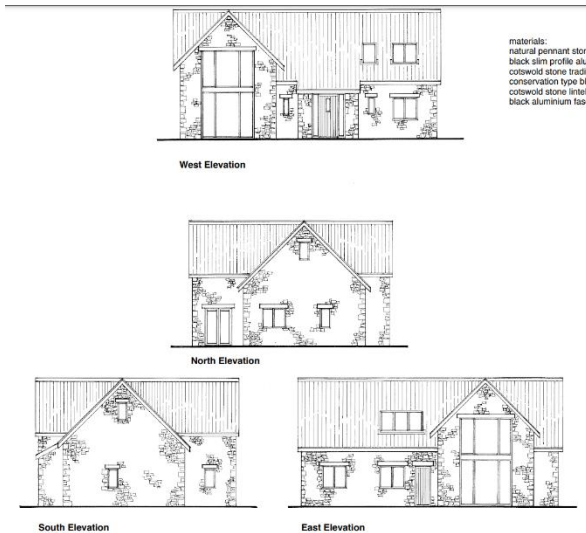 materials:
natural pennant
black slim profile
cotswold stone
conservation type
cotswold stone
black aluminium
West Elevation
North Elevation
South Elevation
East Elevation